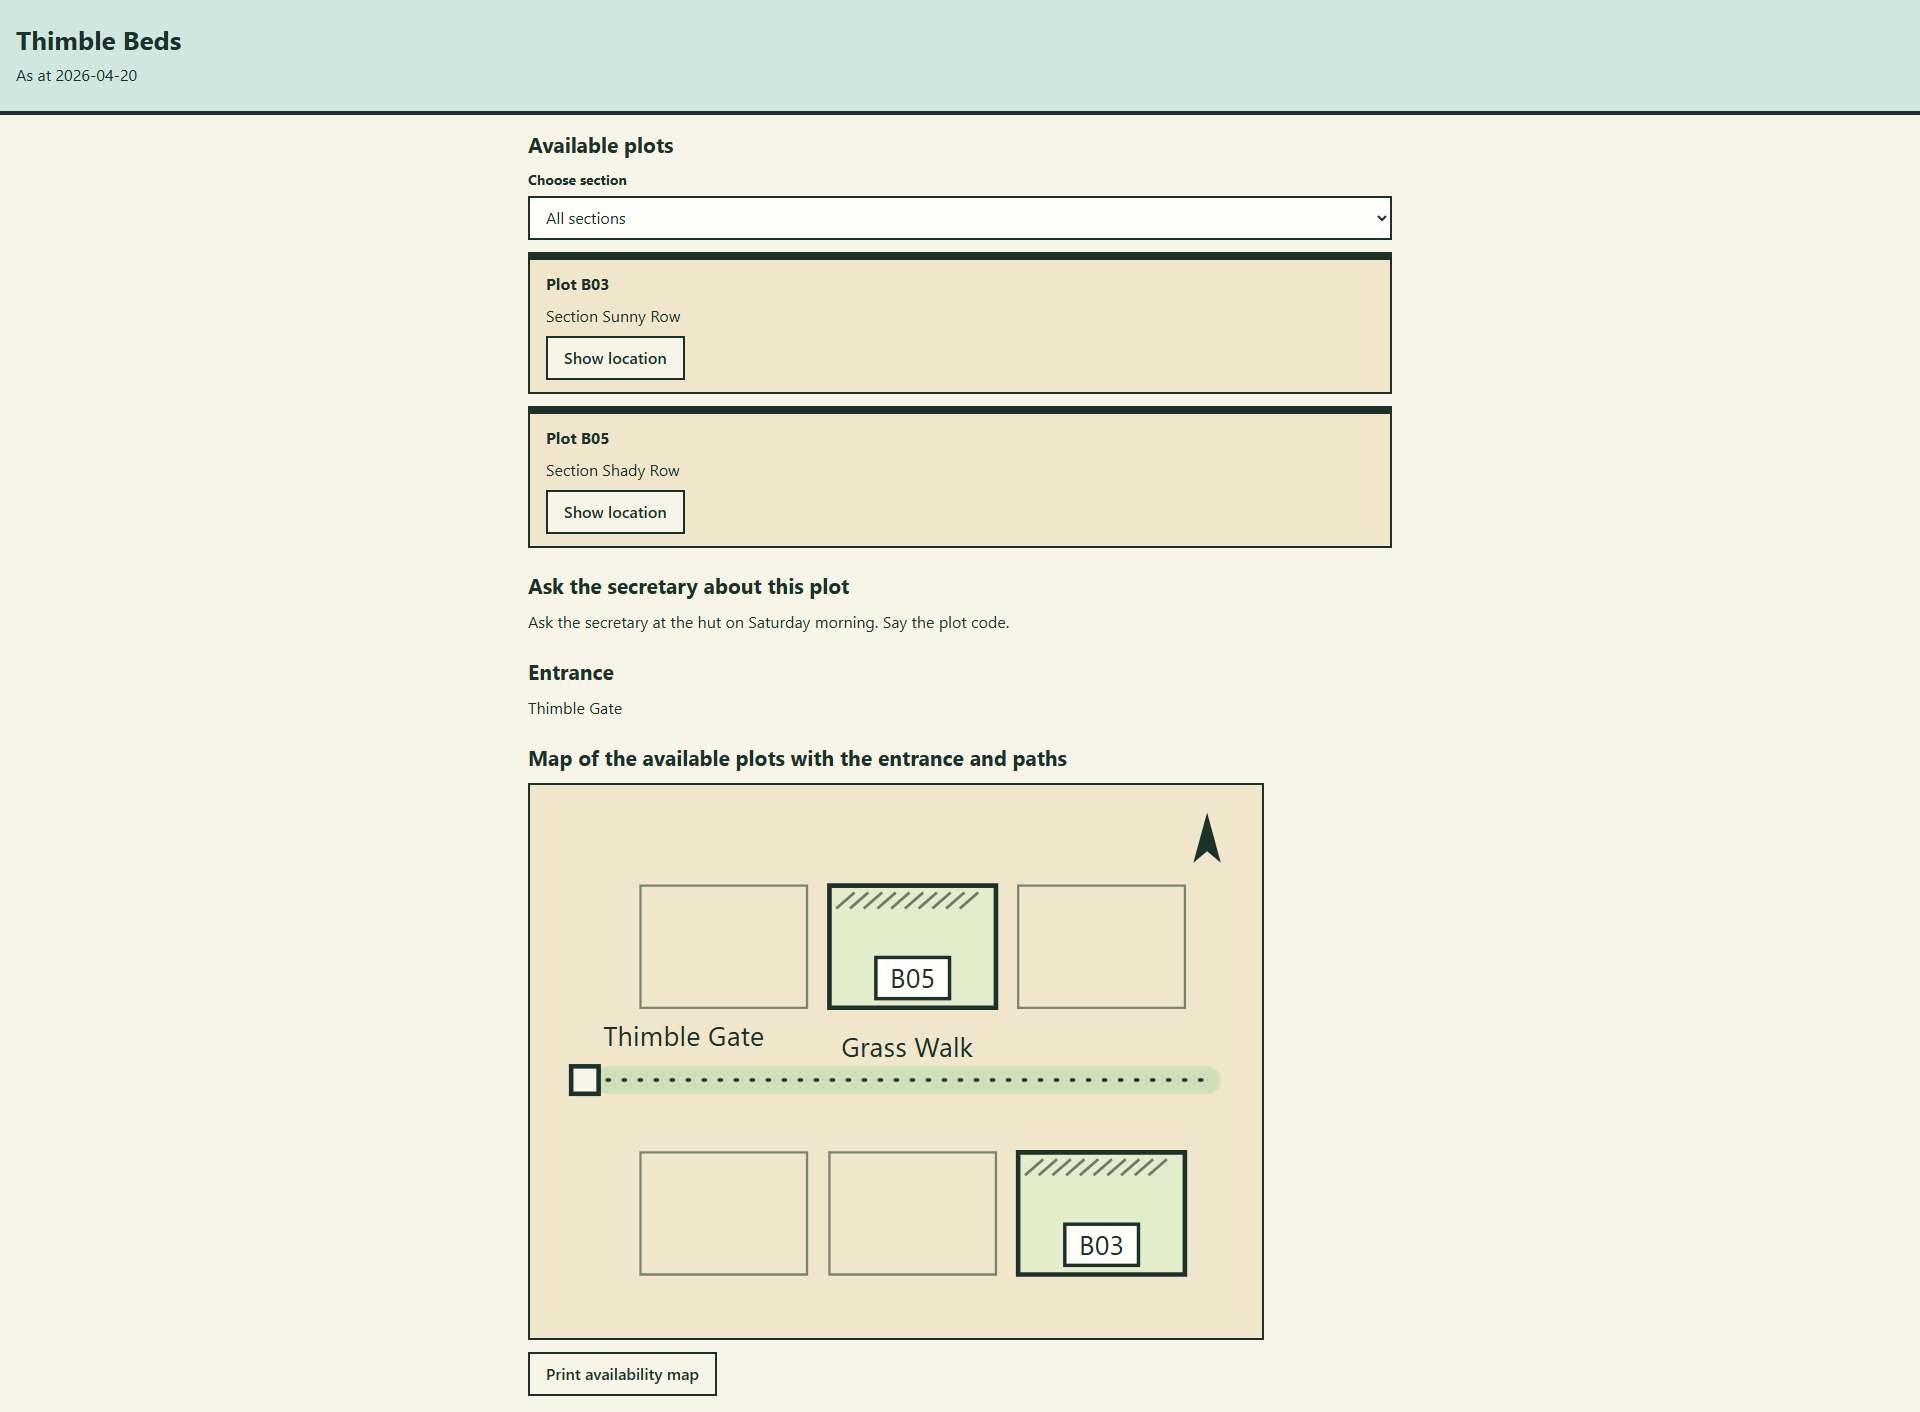 Thimble Beds
As at 2026-04-20
Available plots
Choose section
All sections
Plot B03
Section Sunny Row
Show location
Plot B05
Section Shady Row
Show location
Ask the secretary about this plot
Ask the secretary at the hut on Saturday morning. Say the plot code.
Entrance
Thimble Gate
Map of the available plots with the entrance and paths
B05
Thimble Gate
Grass Walk
B03
Print availability map